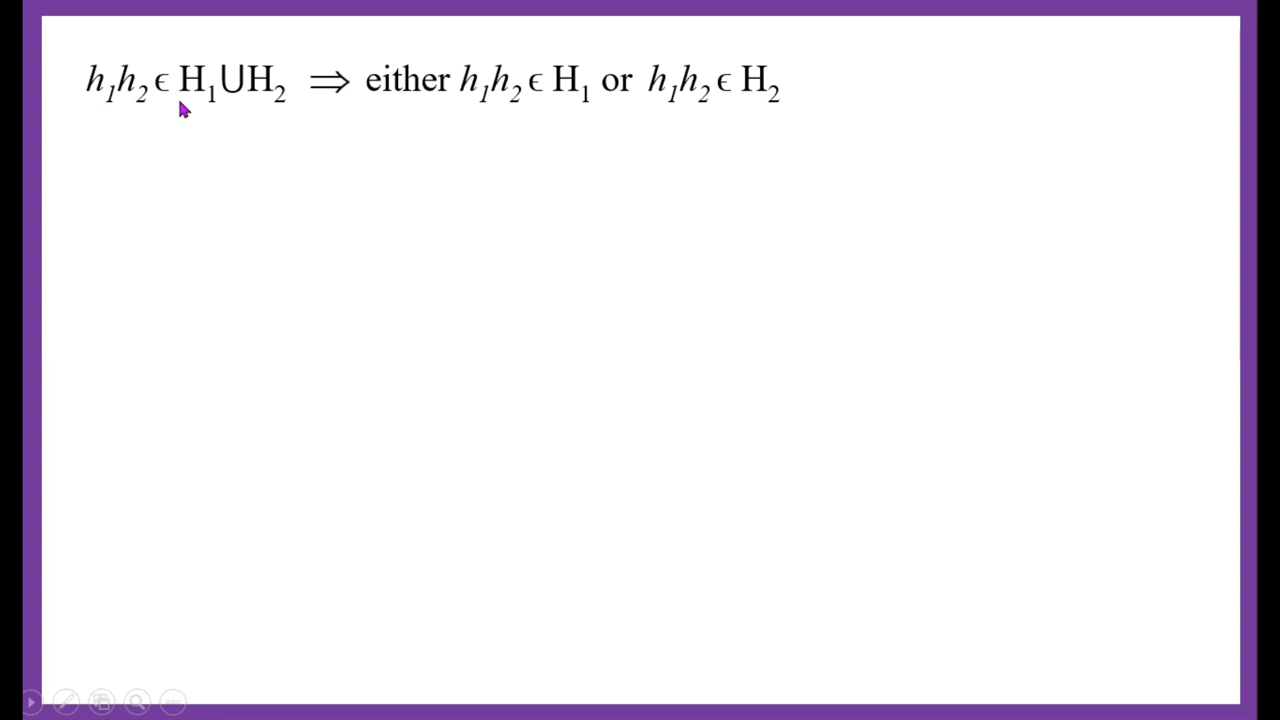 h₁h₂ ϵ H₁∪H₂ ⟹ either h₁h₂ ϵ H₁ or h₁h₂ ϵ H₂